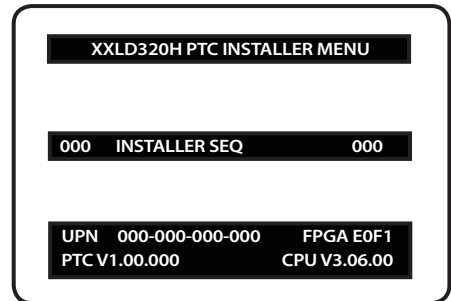 XXLD320H PTC INSTALLER MENU
000 INSTALLER SEQ 000
UPN 000-000-000-000 FPGA E0F1
PTC V1.00.000 CPU V3.06.00